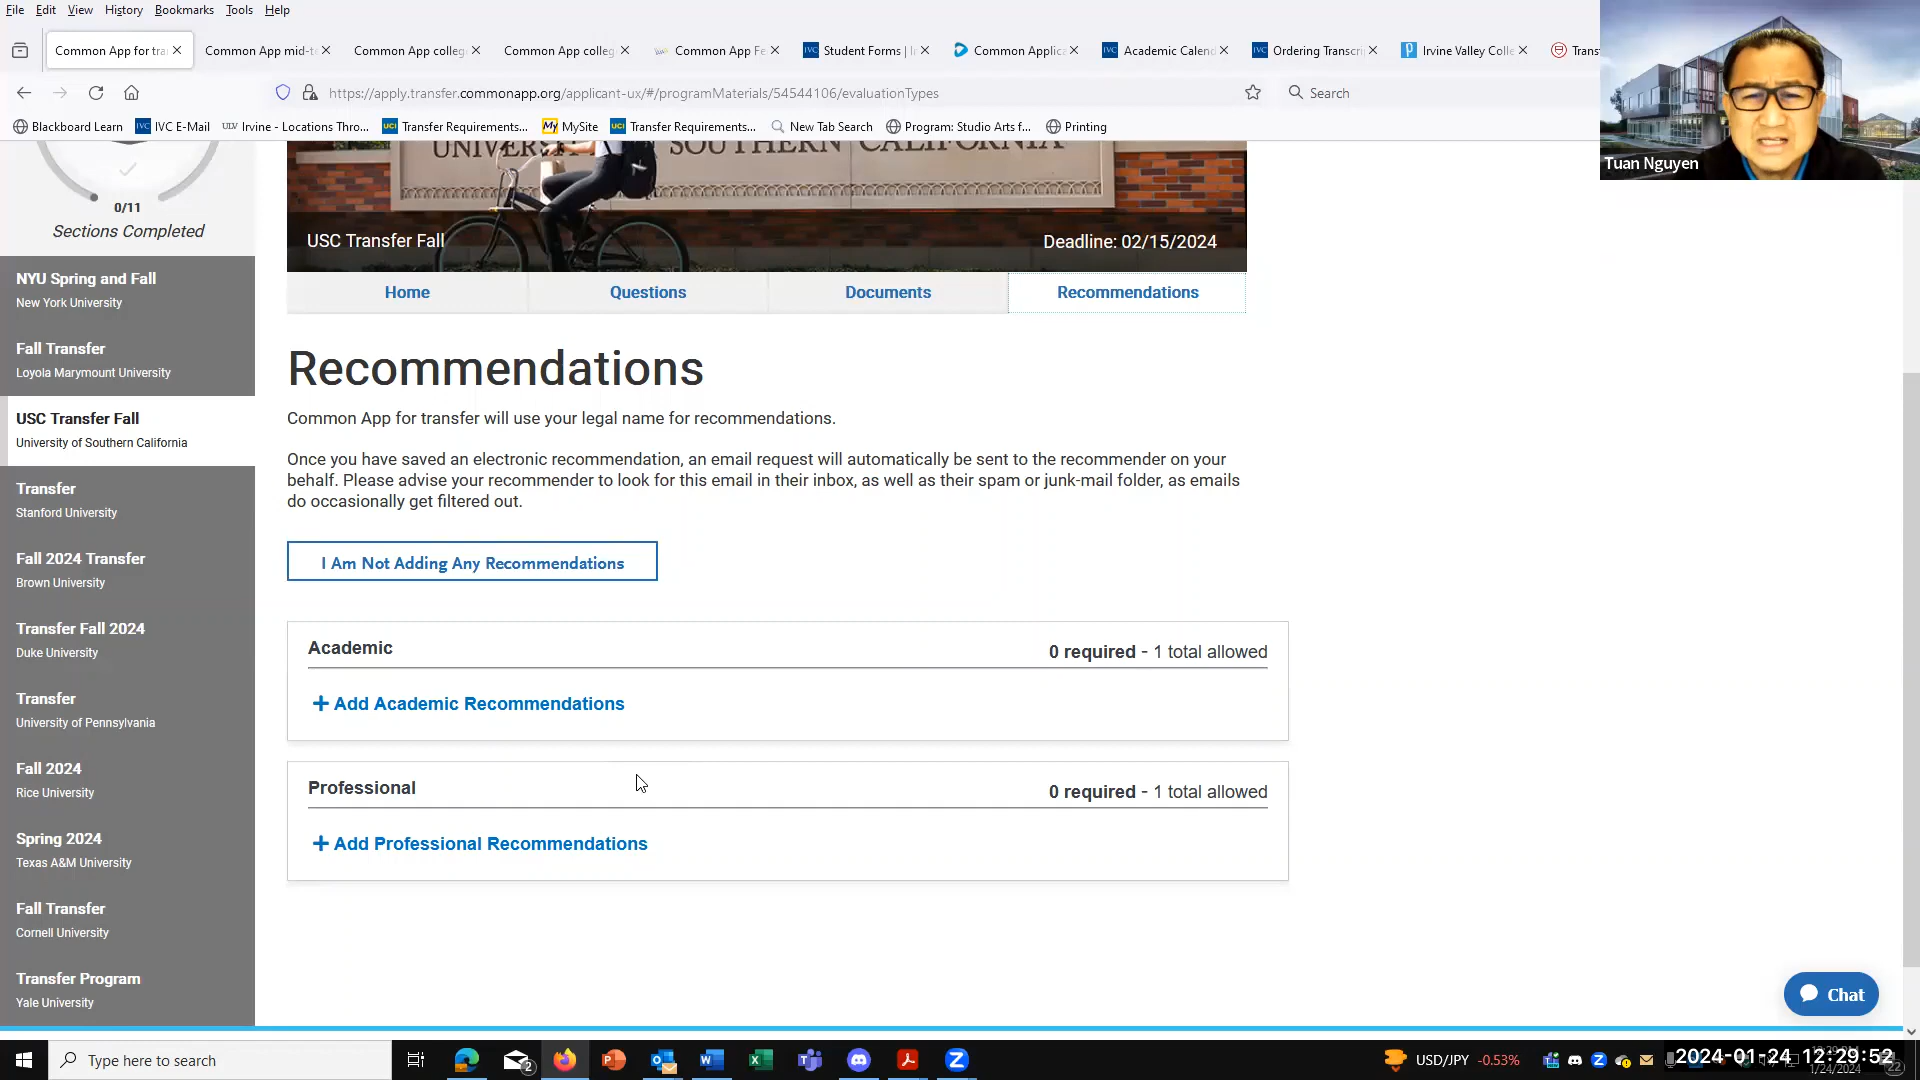 File Edit View History Bookmarks Tools Help
Common App for tra Common App mid-te Common App colleg Common App colleg Common App Fe Student Forms | I Common Applica Academic Calend Ordering Transcri Irvine Valley Colle Trans
https://apply.transfer.commonapp.org/applicant-ux/#/programMaterials/54544106/evaluationTypes
Search
Blackboard Learn IVC E-Mail Irvine - Locations Thro... Transfer Requirements... MySite Transfer Requirements... New Tab Search Program: Studio Arts f... Printing
Tuan Nguyen
SOUTHERN CALIFORNIA
0/11
Sections Completed
USC Transfer Fall
Deadline: 02/15/2024
Home Questions Documents Recommendations
NYU Spring and Fall
New York University
Fall Transfer
Loyola Marymount University
USC Transfer Fall
University of Southern California
Transfer
Stanford University
Fall 2024 Transfer
Brown University
Transfer Fall 2024
Duke University
Transfer
University of Pennsylvania
Fall 2024
Rice University
Spring 2024
Texas A&M University
Fall Transfer
Cornell University
Transfer Program
Yale University
Recommendations
Common App for transfer will use your legal name for recommendations.
Once you have saved an electronic recommendation, an email request will automatically be sent to the recommender on your
behalf. Please advise your recommender to look for this email in their inbox, as well as their spam or junk-mail folder, as emails
do occasionally get filtered out.
I Am Not Adding Any Recommendations
Academic
0 required - 1 total allowed
+ Add Academic Recommendations
Professional
0 required - 1 total allowed
+ Add Professional Recommendations
Chat
Type here to search
USD/JPY -0.53%
2024-01-24 12:29:52
1/24/2024